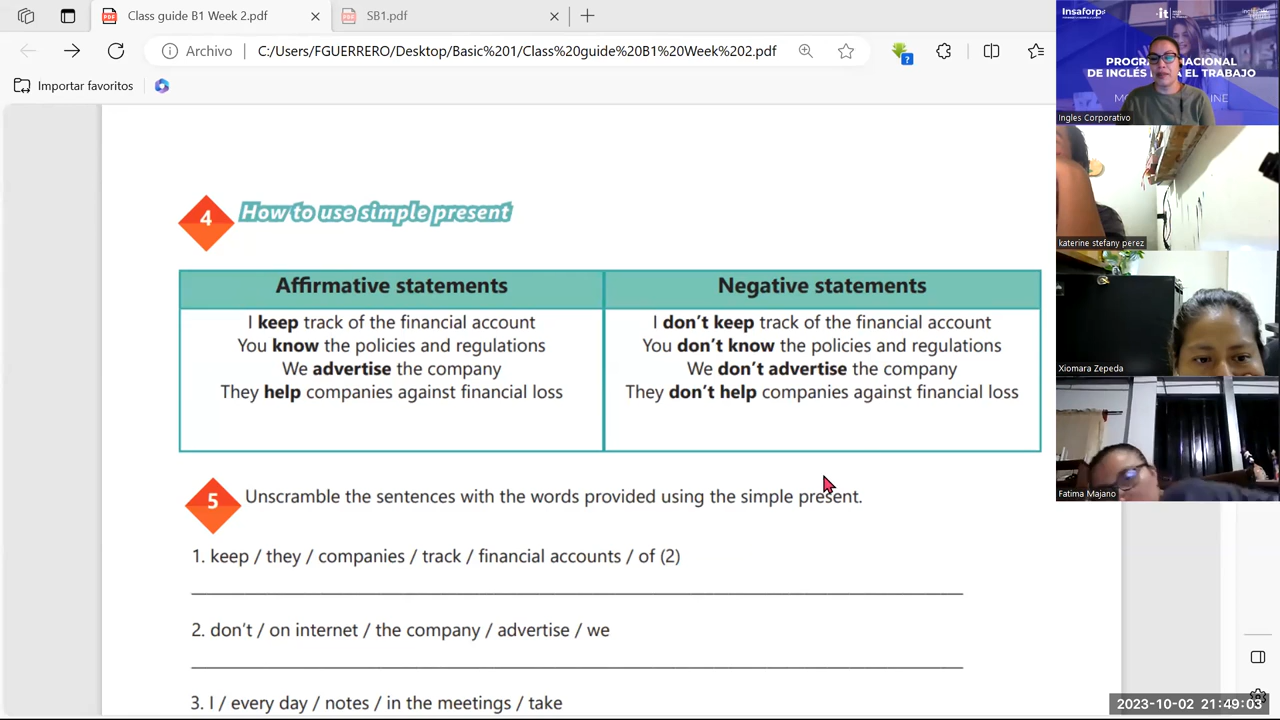 Class guide B1 Week 2.pdf
Archivo
C:/Users/FGUERRERO/Desktop/Basic%201/Class%20guide%20B1%20Week%202.pdf
Importar favoritos
4 How to use simple present
Affirmative statements
I keep track of the financial account
You know the policies and regulations
We advertise the company
They help companies against financial loss
Negative statements
I don't keep track of the financial account
You don't know the policies and regulations
We don't advertise the company
They don't help companies against financial loss
5 Unscramble the sentences with the words provided using the simple present.
1. keep / they / companies / track / financial accounts / of (2)
2. don't / on internet / the company / advertise / we
3. I / every day / notes / in the meetings / take
Insaforp
DE INGLÉS EL TRABAJO
Ingles Corporativo
katerine stefany perez
Xiomara Zepeda
Fatima Majano
2023-10-02 21:49:03